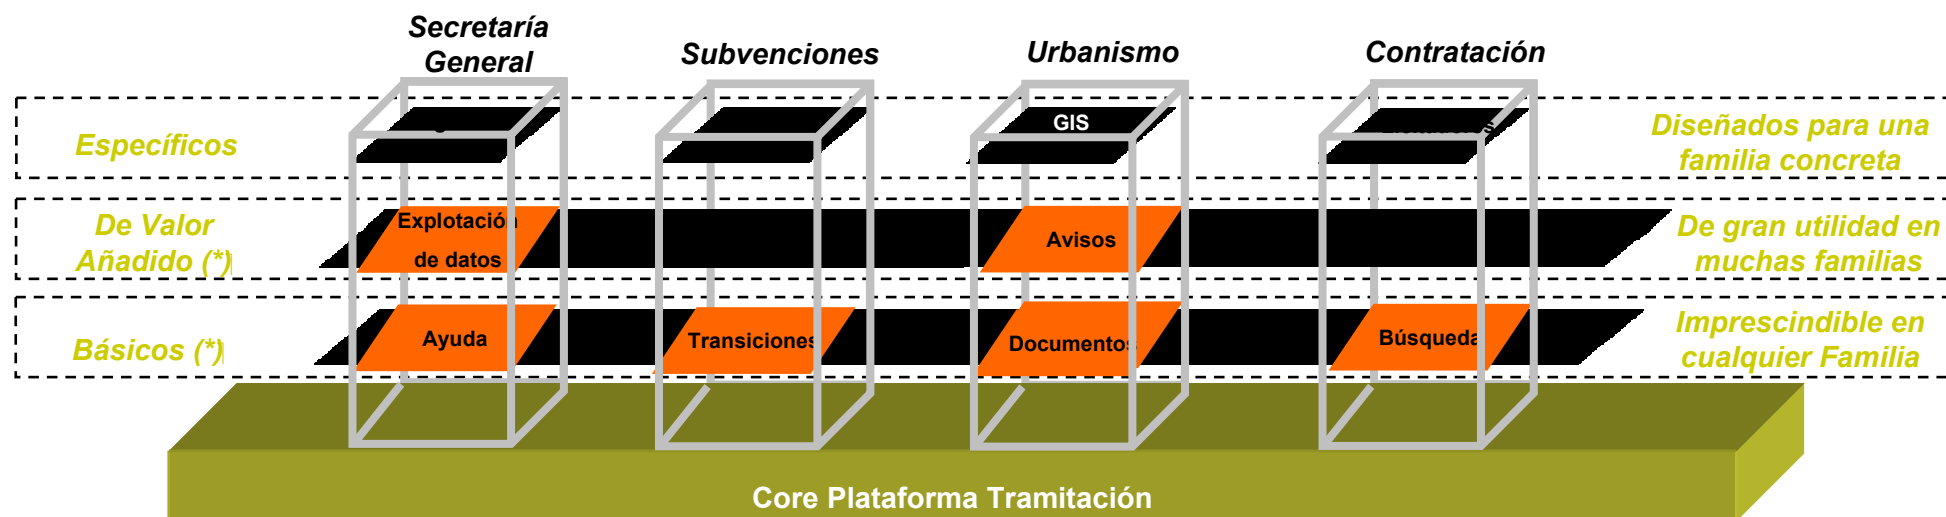 Secretaría
General
Subvenciones
Urbanismo
Contratación
Específicos
GIS
Diseñados para una
familia concreta
De Valor
Añadido (*)
Explotación
de datos
Avisos
De gran utilidad en
muchas familias
Básicos (*)
Ayuda
Transiciones
Documentos
Búsqueda
Imprescindible en
cualquier Familia
Core Plataforma Tramitación